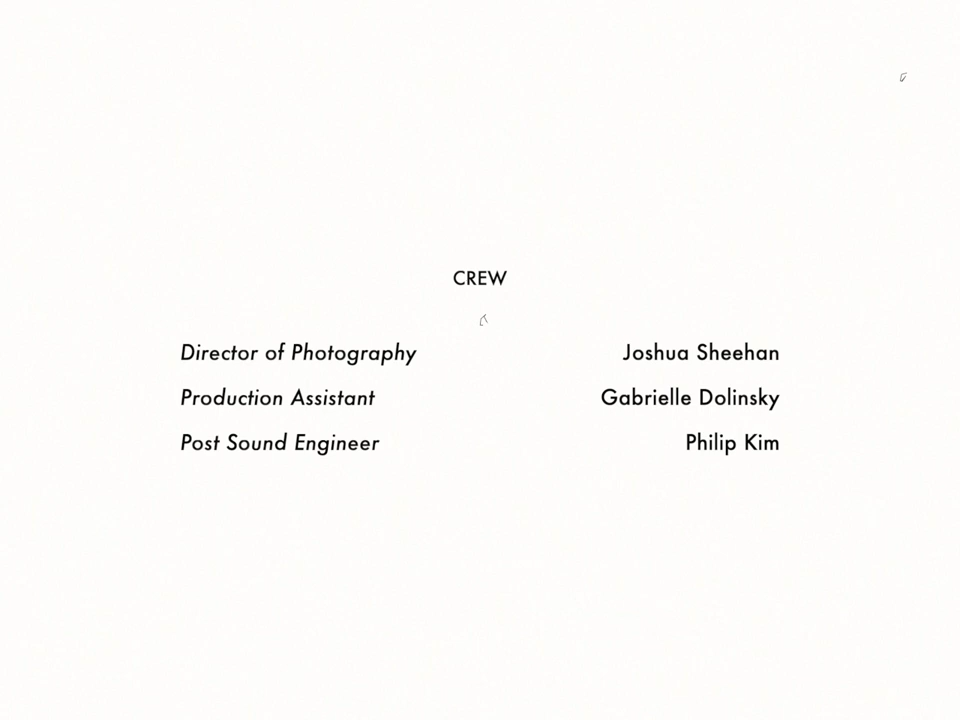 CREW
Director of Photography Joshua Sheehan
Production Assistant Gabrielle Dolinsky
Post Sound Engineer Philip Kim